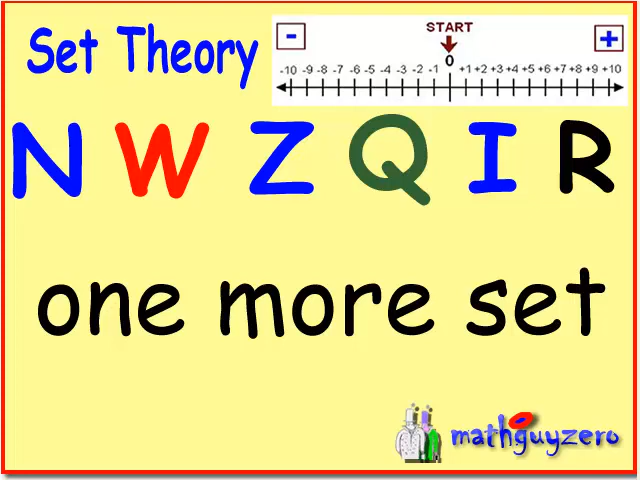 Set Theory
- START +
0
-10 -9 -8 -7 -6 -5 -4 -3 -2 -1 +1 +2 +3 +4 +5 +6 +7 +8 +9 +10
N W Z Q I R
one more set
mathguyzero